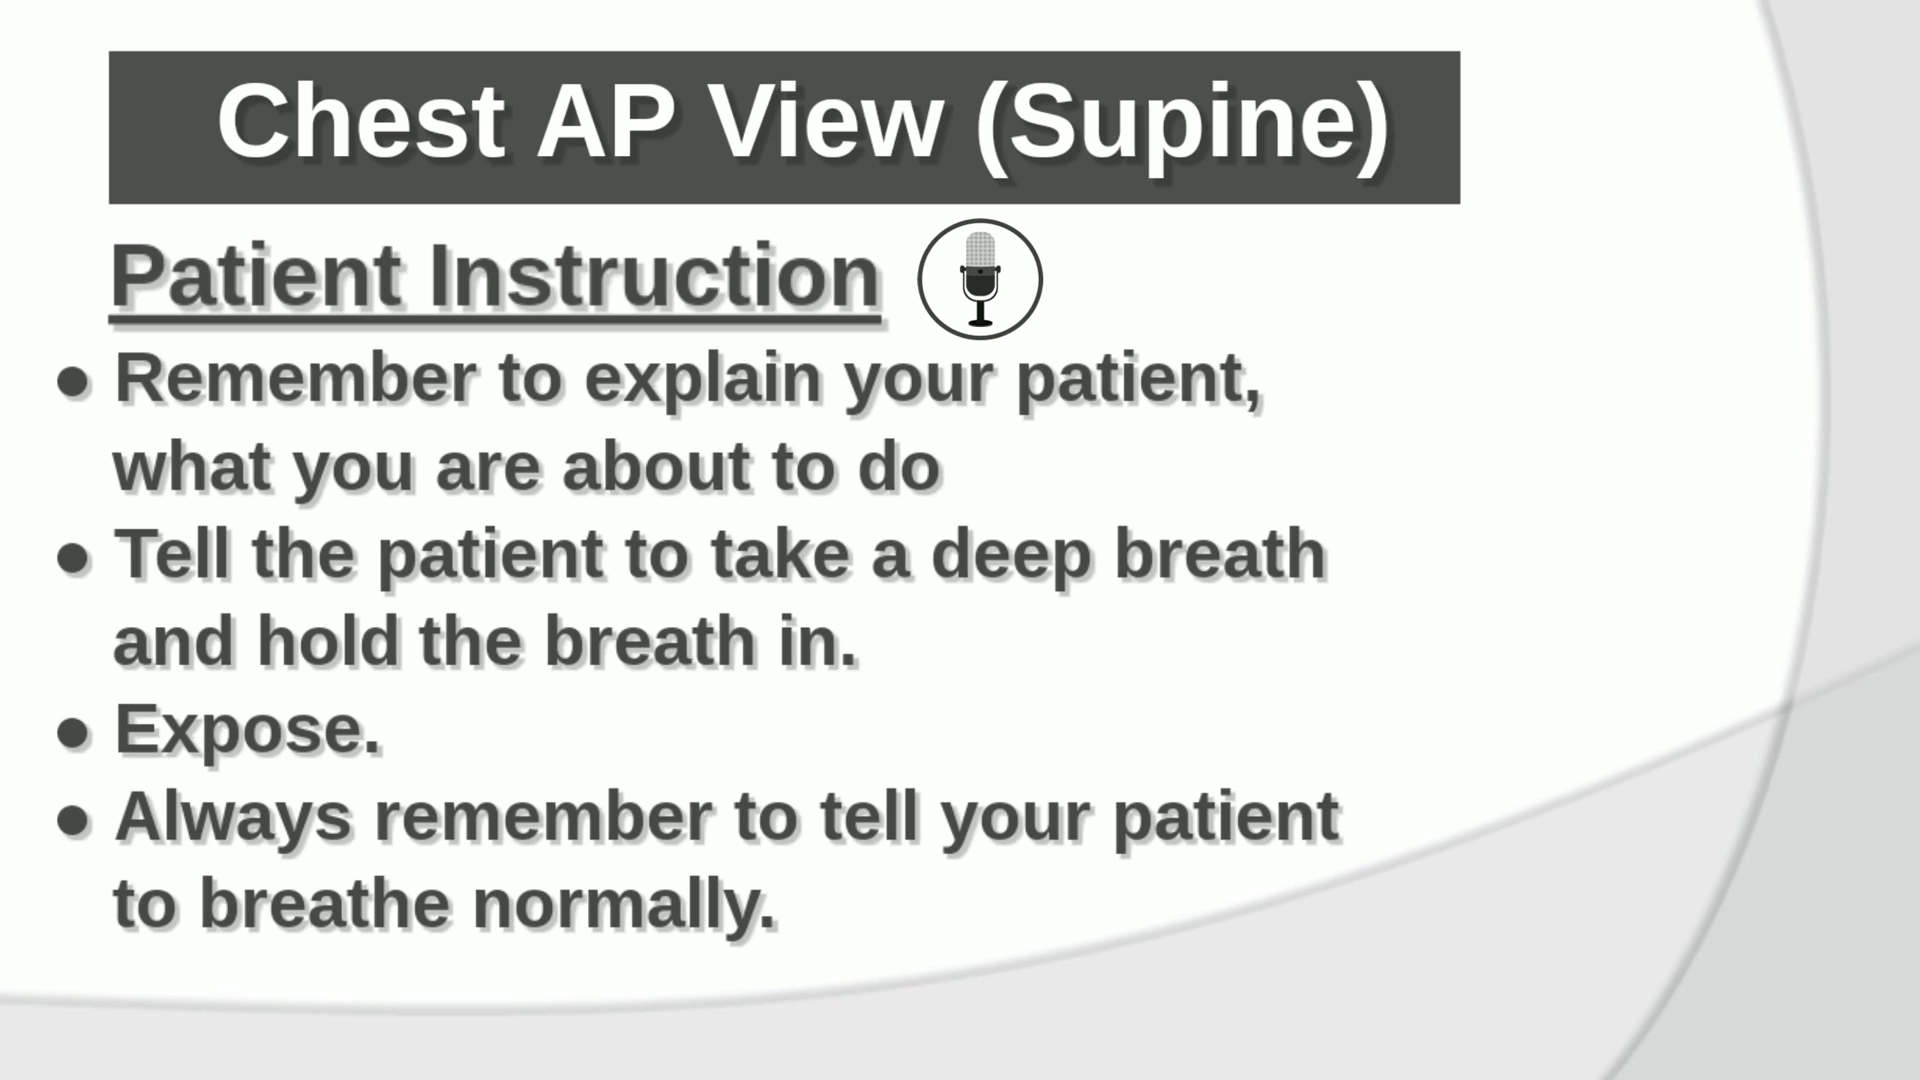 Chest AP View (Supine)
Patient Instruction
• Remember to explain your patient,
what you are about to do
• Tell the patient to take a deep breath
and hold the breath in.
• Expose.
• Always remember to tell your patient
to breathe normally.